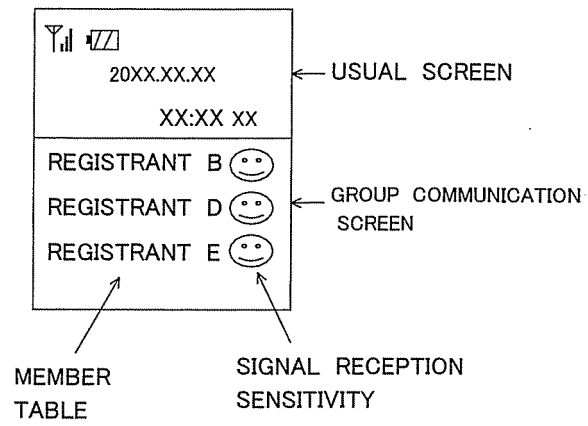 20XX.XX.XX
USUAL SCREEN
XX:XX XX
REGISTRANT B
REGISTRANT D
GROUP COMMUNICATION
SCREEN
REGISTRANT E
MEMBER
TABLE
SIGNAL RECEPTION
SENSITIVITY